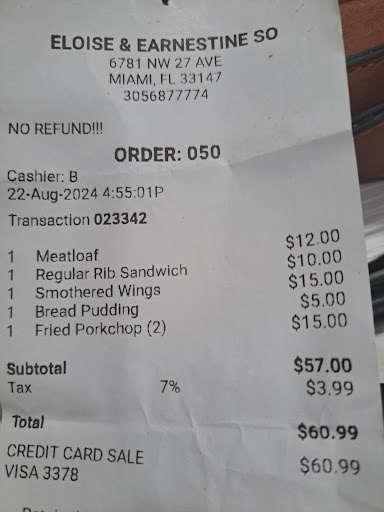 ELOISE & EARNESTINE SO
6781 NW 27 AVE
MIAMI, FL 33147
3056877774
NO REFUND!!!
ORDER: 050
Cashier: B
22-Aug-2024 4:55:01P
Transaction 023342
1 Meatloaf $12.00
1 Regular Rib Sandwich $10.00
1 Smothered Wings $15.00
1 Bread Pudding $5.00
1 Fried Porkchop (2) $15.00
Subtotal $57.00
Tax 7% $3.99
Total $60.99
CREDIT CARD SALE $60.99
VISA 3378